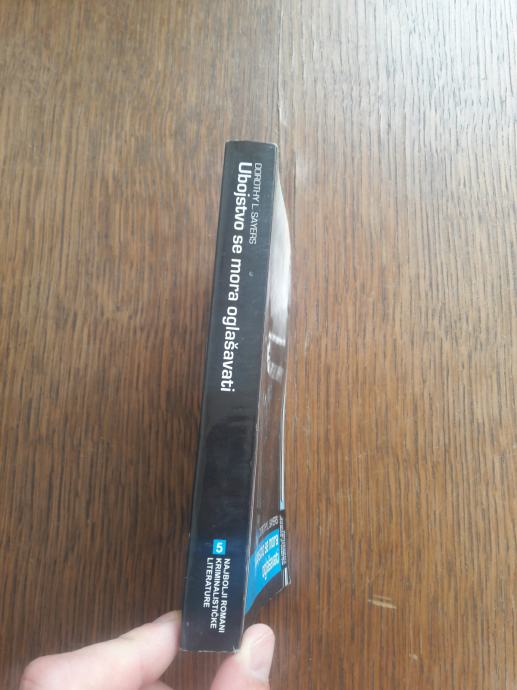 DOROTHY L. SAYERS
Ubojstvo se mora oglašavati
5
NAJBOLJI ROMANI
KRIMINALISTIČKE
LITERATURE